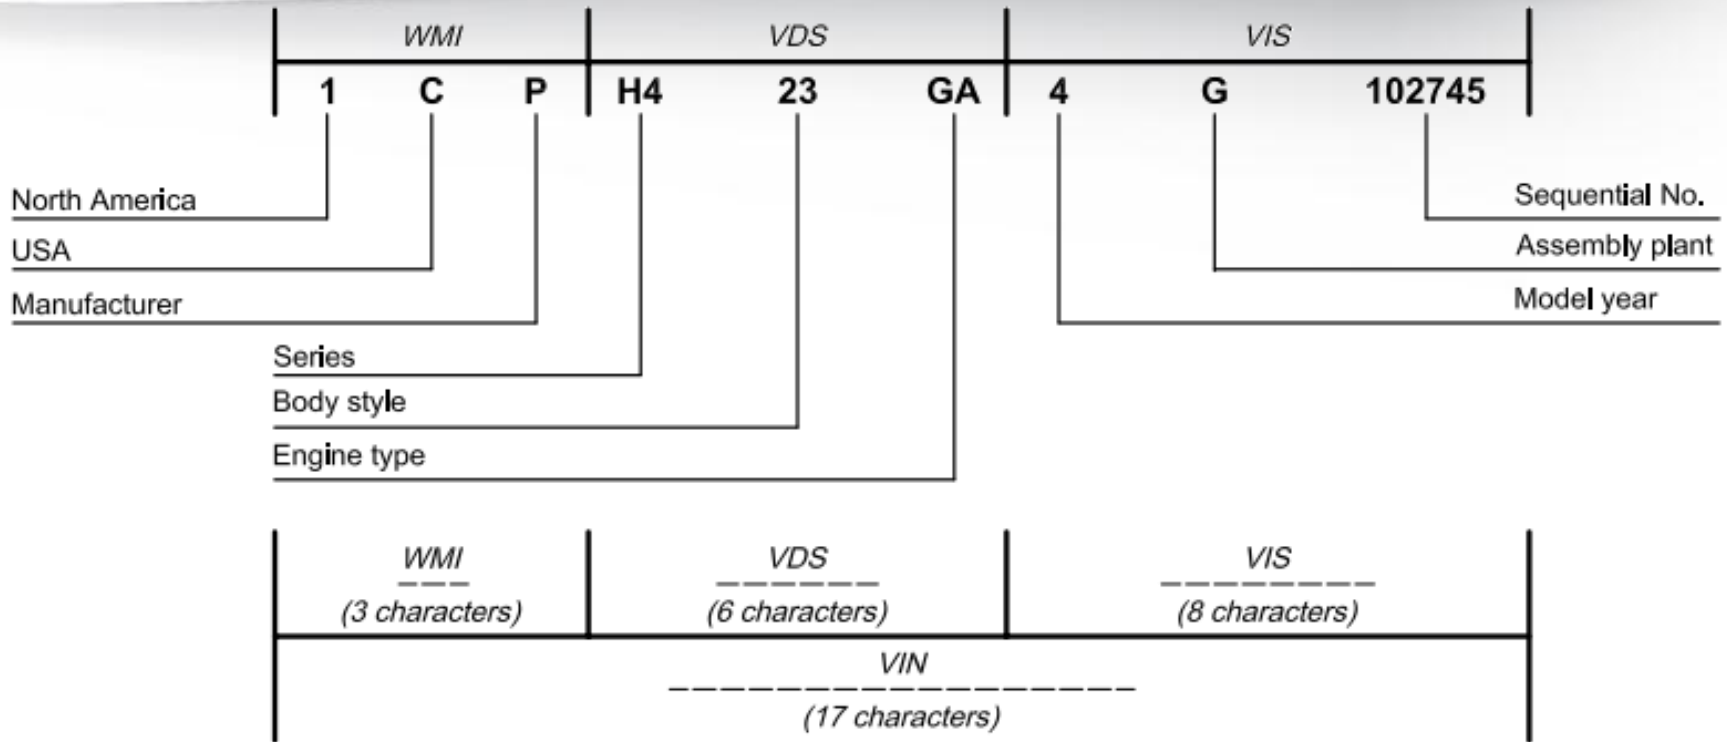 WMI VDS VIS
1 C P H4 23 GA 4 G 102745
North America
Sequential No.
USA
Assembly plant
Manufacturer
Model year
Series
Body style
Engine type
WMI VDS VIS
(3 characters) (6 characters) (8 characters)
VIN
(17 characters)